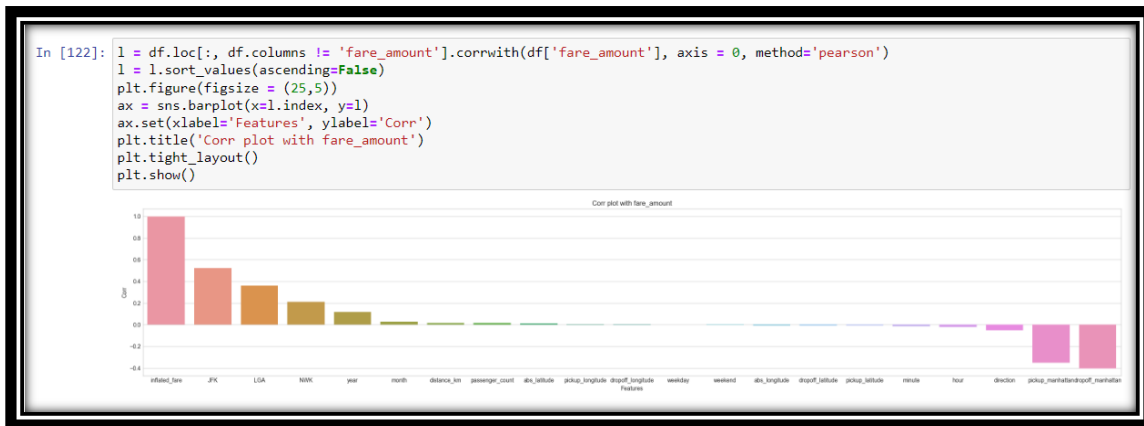 In [122]: l = df.loc[:, df.columns != 'fare_amount'].corrwith(df['fare_amount'], axis = 0, method='pearson')
l = l.sort_values(ascending=False)
plt.figure(figsize = (25,5))
ax = sns.barplot(x=l.index, y=l)
ax.set(xlabel='Features', ylabel='Corr')
plt.title('Corr plot with fare_amount')
plt.tight_layout()
plt.show()
Corr plot with fare_amount
1.0
0.8
0.6
0.4
0.2
0.0
-0.2
-0.4
Corr
inflated_fare JFK LGA NWK year month distance_km passenger_count abs_latitude pickup_longitude dropoff_longitude weekday weekend abs_longitude dropoff_latitude pickup_latitude minute hour direction pickup_manhattan dropoff_manhattan
Features